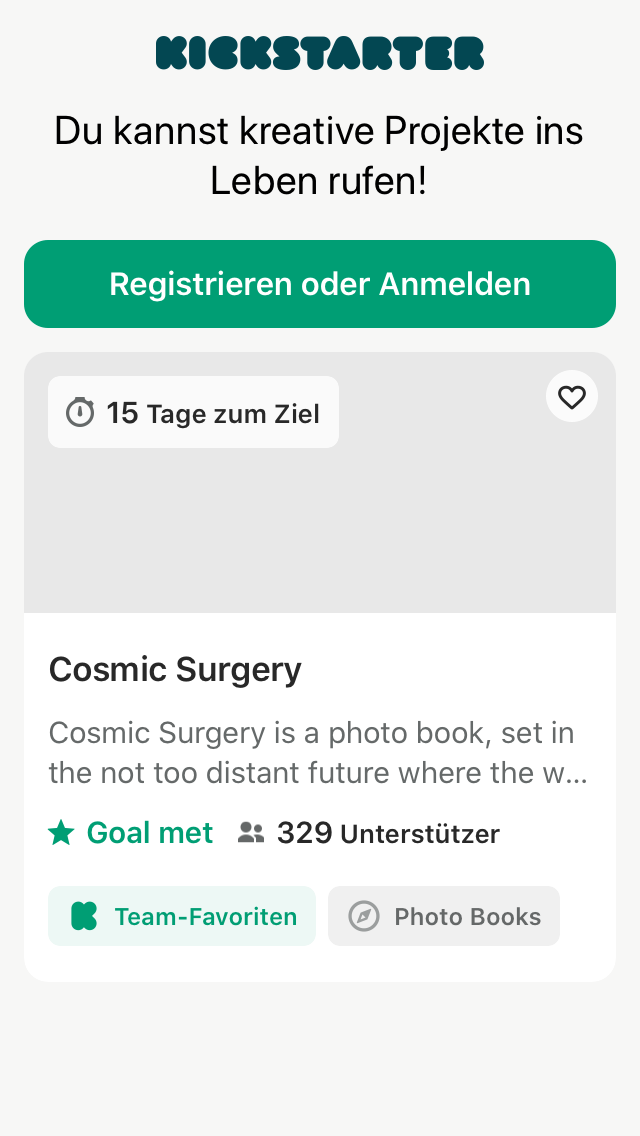 KICKSTARTER
Du kannst kreative Projekte ins
Leben rufen!
Registrieren oder Anmelden
15 Tage zum Ziel
Cosmic Surgery
Cosmic Surgery is a photo book, set in
the not too distant future where the w...
Goal met 329 Unterstützer
Team-Favoriten Photo Books